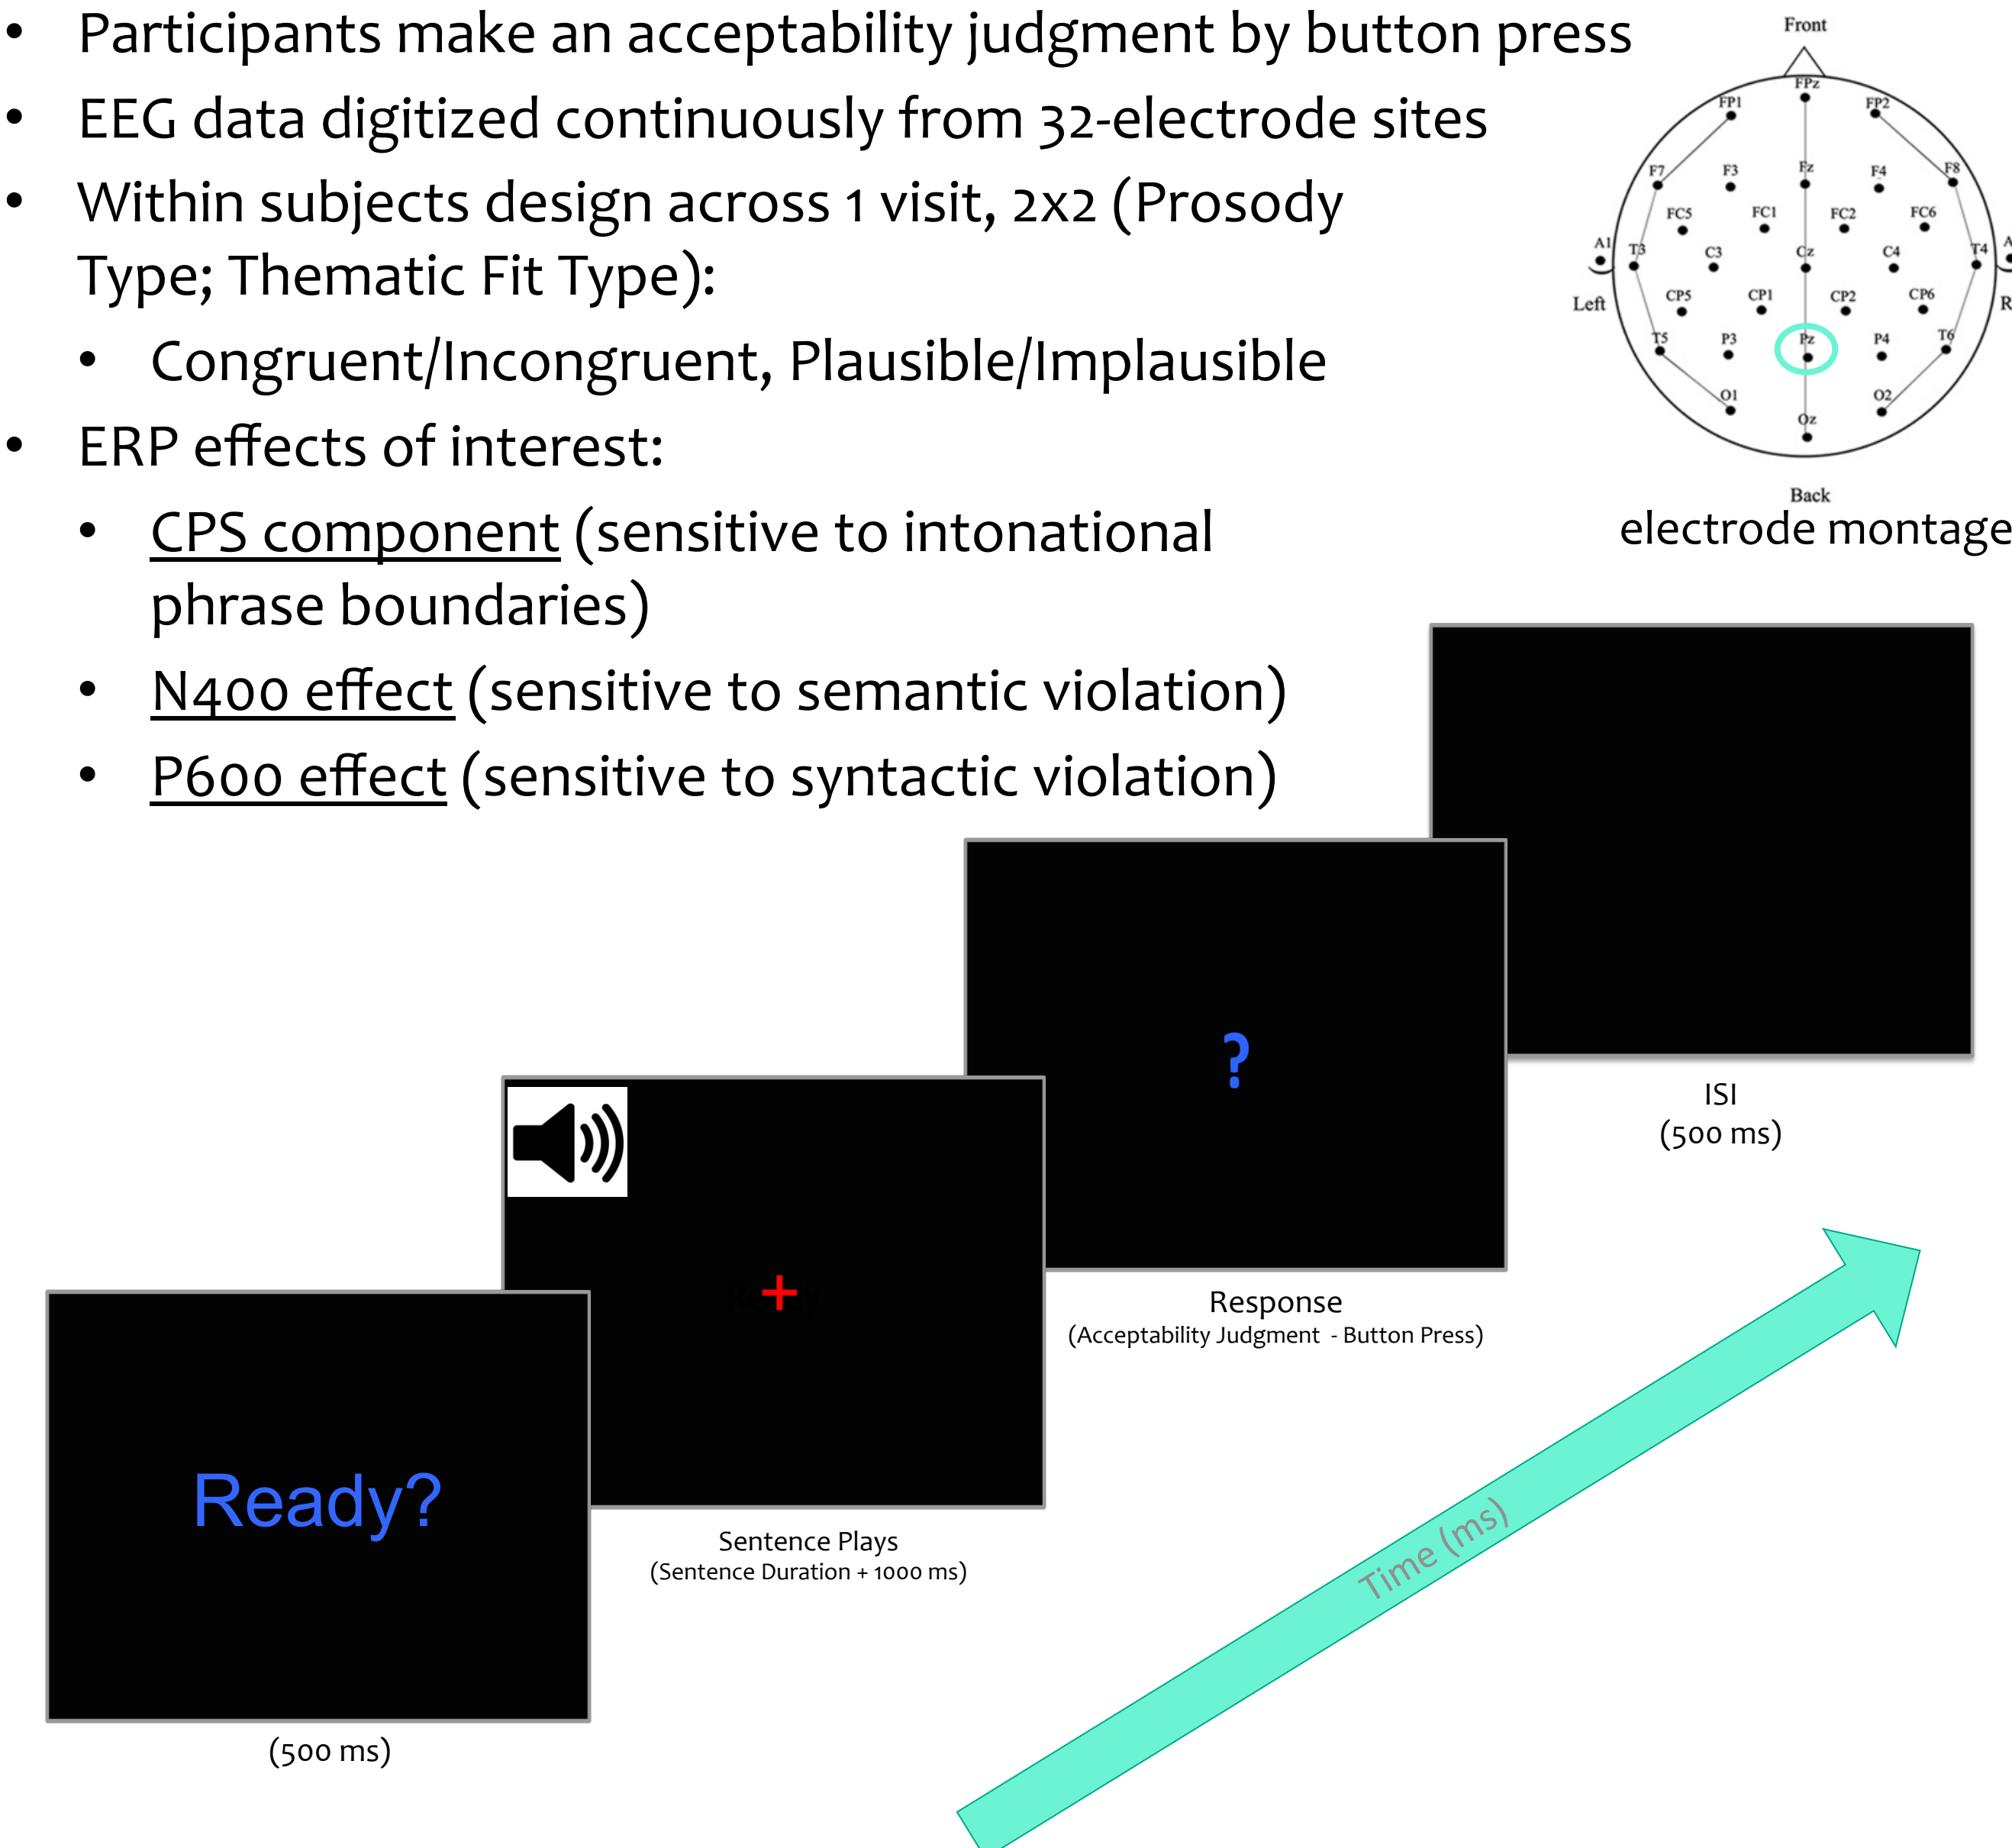 • Participants make an acceptability judgment by button press
• EEG data digitized continuously from 32-electrode sites
• Within subjects design across 1 visit, 2x2 (Prosody
Type; Thematic Fit Type):
• Congruent/Incongruent, Plausible/Implausible
• ERP effects of interest:
• CPS component (sensitive to intonational
phrase boundaries)
• N400 effect (sensitive to semantic violation)
• P600 effect (sensitive to syntactic violation)
Front
FPz
FP1 FP2
F7 F3 Fz F4 F8
FC5 FC1 FC2 FC6
A1 T3 C3 Cz C4 T4 A
Left CP5 CP1 CP2 CP6 R
T5 P3 Pz P4 T6
O1 O2
Oz
Back
electrode montage
Ready?
(500 ms)
+
Sentence Plays
(Sentence Duration + 1000 ms)
?
Response
(Acceptability Judgment - Button Press)
ISI
(500 ms)
Time (ms)